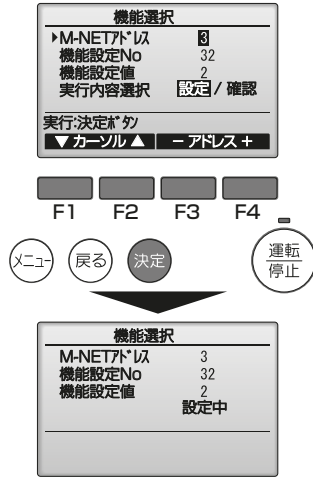 機能選択
▶M-NETｱﾄﾞﾚｽ 3
機能設定No 32
機能設定値 2
実行内容選択 設定 / 確認
実行:決定ﾎﾞﾀﾝ
▼ カーソル ▲ − アドレス +
F1 F2 F3 F4
メニュー 戻る 決定 運転
停止
機能選択
M-NETｱﾄﾞﾚｽ 3
機能設定No 32
機能設定値 2
設定中